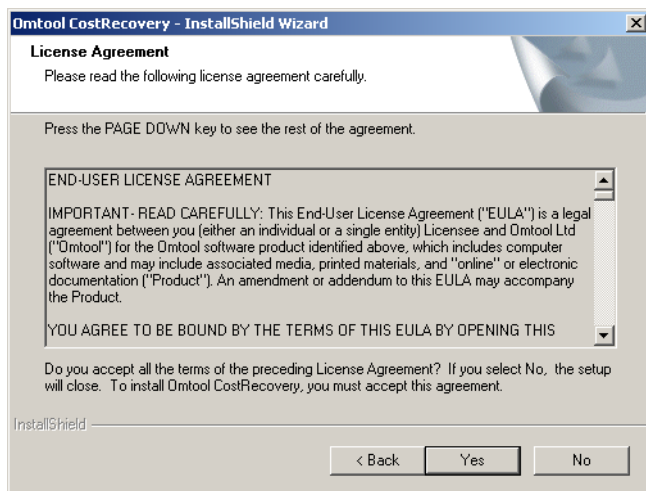 Omtool CostRecovery - InstallShield Wizard
License Agreement
Please read the following license agreement carefully.
Press the PAGE DOWN key to see the rest of the agreement.
END-USER LICENSE AGREEMENT
IMPORTANT- READ CAREFULLY: This End-User License Agreement ("EULA") is a legal
agreement between you (either an individual or a single entity) Licensee and Omtool Ltd
("Omtool") for the Omtool software product identified above, which includes computer
software and may include associated media, printed materials, and "online" or electronic
documentation ("Product"). An amendment or addendum to this EULA may accompany
the Product.
YOU AGREE TO BE BOUND BY THE TERMS OF THIS EULA BY OPENING THIS
Do you accept all the terms of the preceding License Agreement? If you select No, the setup
will close. To install Omtool CostRecovery, you must accept this agreement.
InstallShield
< Back
Yes
No